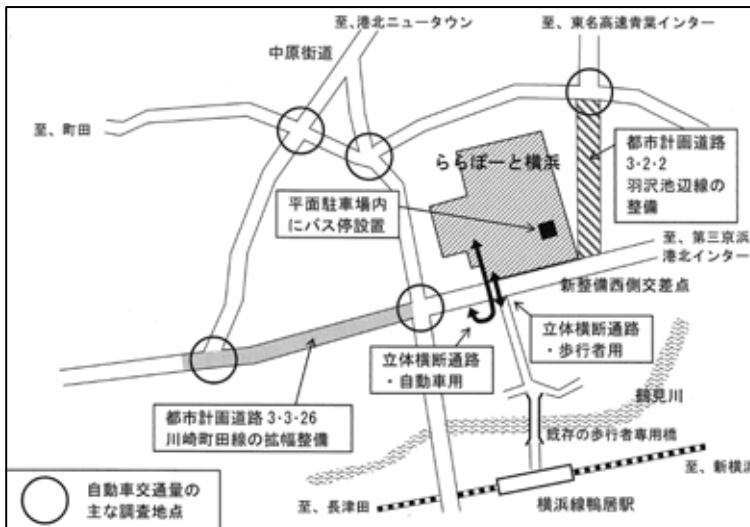 至、港北ニュータウン
至、東名高速青葉インター
中原街道
至、町田
ららぽーと横浜
都市計画道路
3・2・2
羽沢池辺線の
整備
平面駐車場内
にバス停設置
至、第三京浜
港北インター
新整備西側交差点
立体横断通路
・歩行者用
立体横断通路
・自動車用
都市計画道路 3・3・26
川崎町田線の拡幅整備
鶴見川
既存の歩行者専用橋
至、新横浜
横浜線鴨居駅
至、長津田
自動車交通量の
主な調査地点